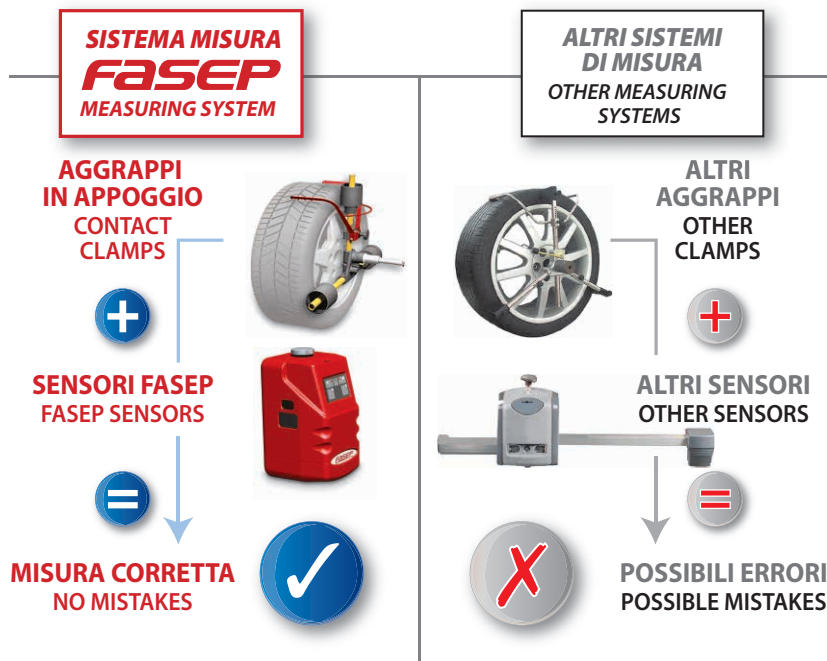 SISTEMA MISURA
FASEP
MEASURING SYSTEM
AGGRAPPI
IN APPOGGIO
CONTACT
CLAMPS
+
SENSORI FASEP
FASEP SENSORS
FASEP
=
MISURA CORRETTA
NO MISTAKES
ALTRI SISTEMI
DI MISURA
OTHER MEASURING
SYSTEMS
ALTRI
AGGRAPPI
OTHER
CLAMPS
+
ALTRI SENSORI
OTHER SENSORS
=
POSSIBILI ERRORI
POSSIBLE MISTAKES